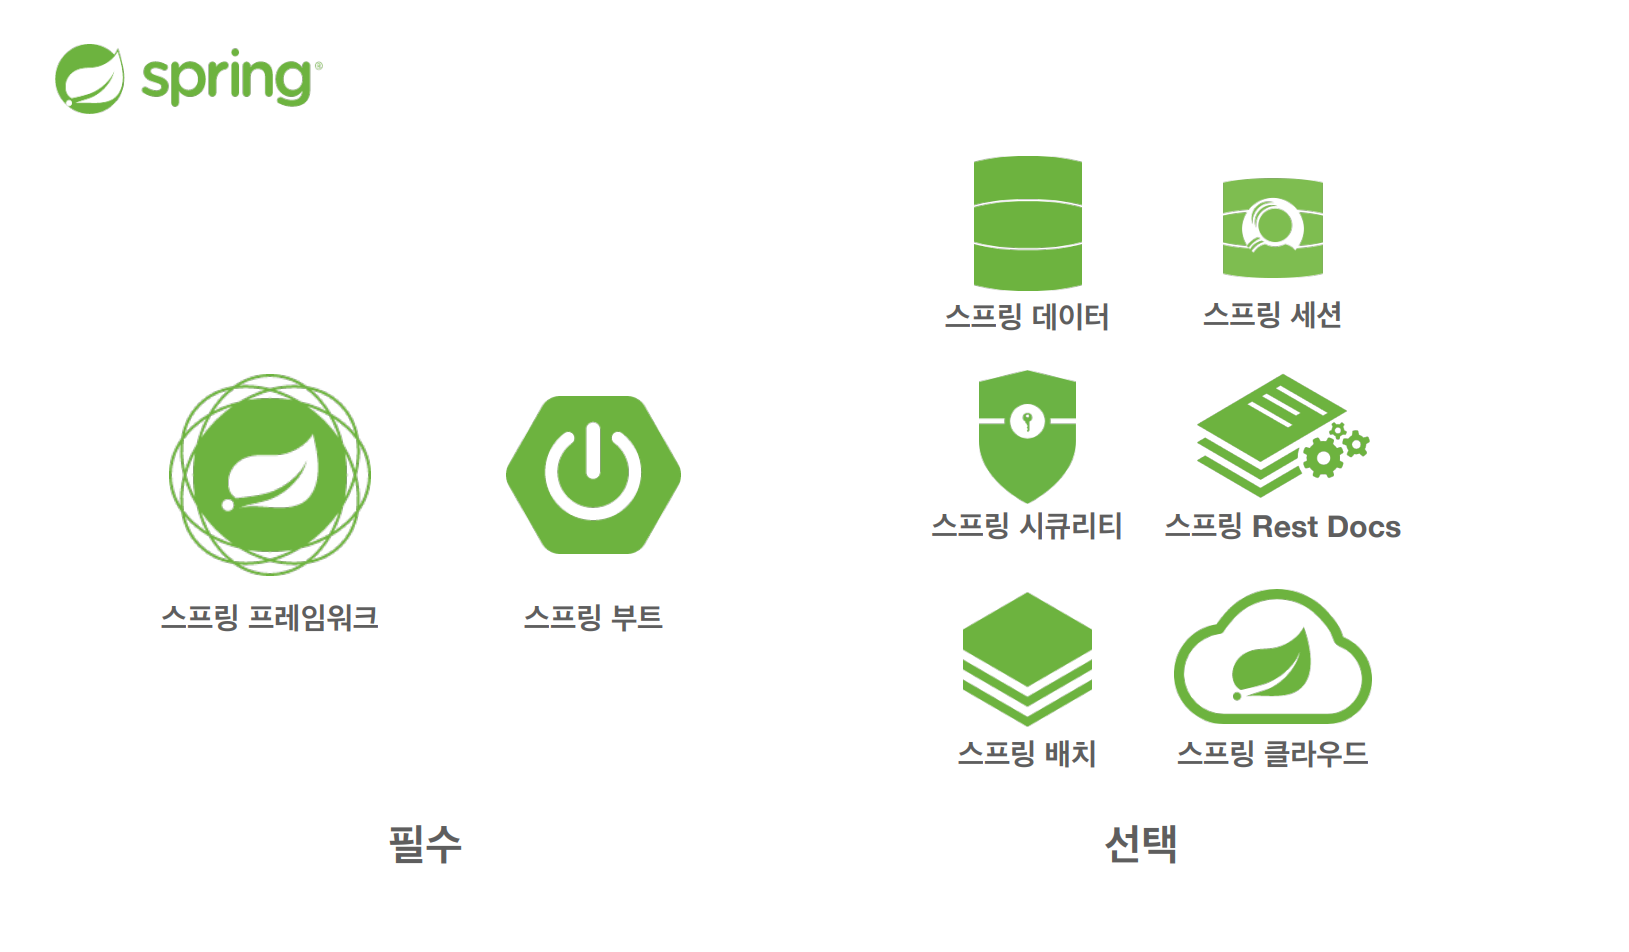 spring®
스프링 데이터
스프링 세션
스프링 시큐리티
스프링 Rest Docs
스프링 프레임워크
스프링 부트
스프링 배치
스프링 클라우드
필수
선택